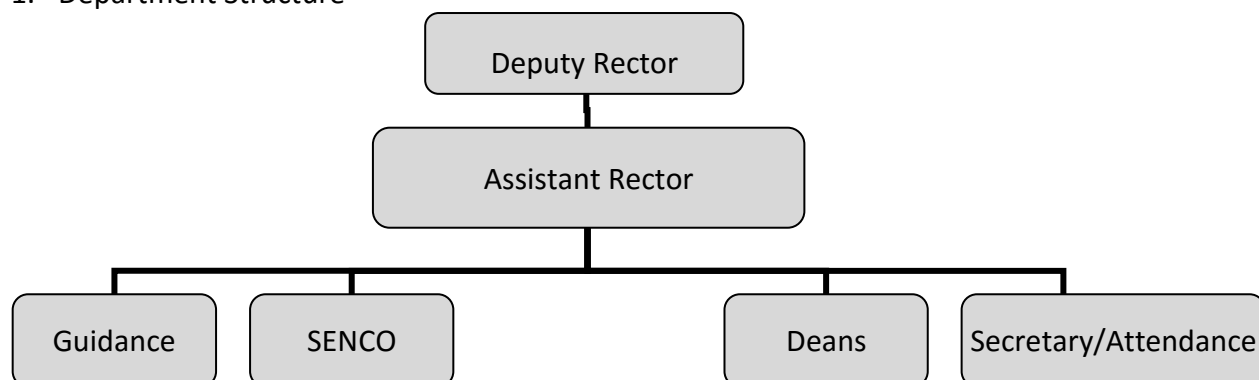 1. Department Structure
Deputy Rector
Assistant Rector
Guidance
SENCO
Deans
Secretary/Attendance